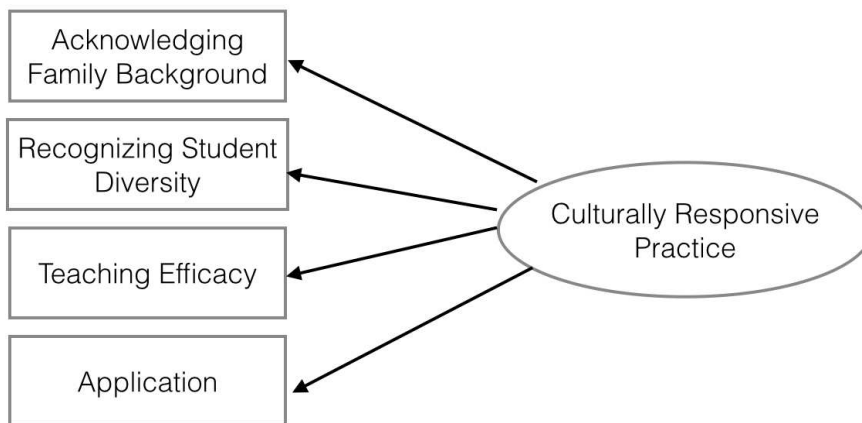 Acknowledging
Family Background
Recognizing Student
Diversity
Teaching Efficacy
Application
Culturally Responsive
Practice